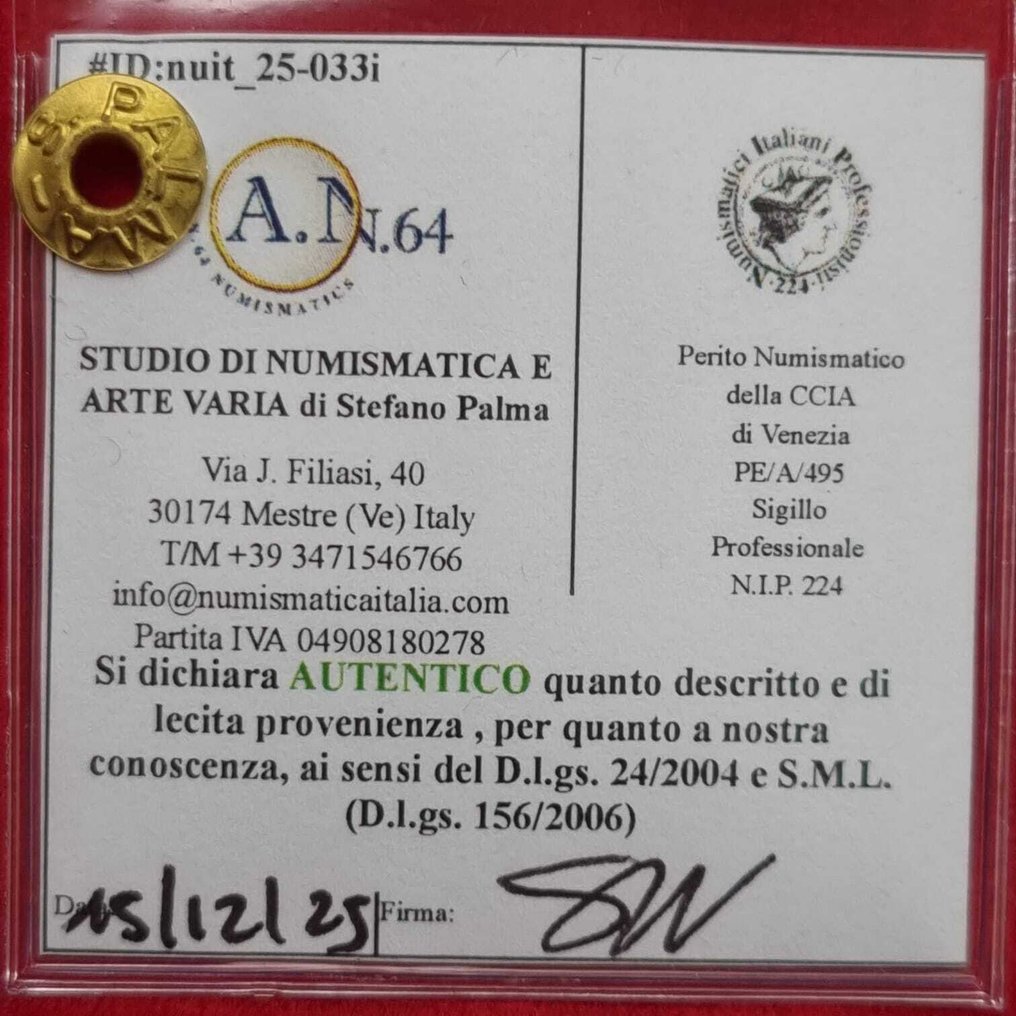 #ID:nuit_25-033i
S. PALMA
A.N.
N.64
N.64 NUMISMATICS
STUDIO DI NUMISMATICA E
ARTE VARIA di Stefano Palma
Via J. Filiasi, 40
30174 Mestre (Ve) Italy
T/M +39 3471546766
info@numismaticaitalia.com
Partita IVA 04908180278
Numismatici Italiani Professionisti
·224·
Perito Numismatico
della CCIA
di Venezia
PE/A/495
Sigillo
Professionale
N.I.P. 224
Si dichiara AUTENTICO quanto descritto e di
lecita provenienza , per quanto a nostra
conoscenza, ai sensi del D.l.gs. 24/2004 e S.M.L.
(D.l.gs. 156/2006)
15/12/25 Firma: